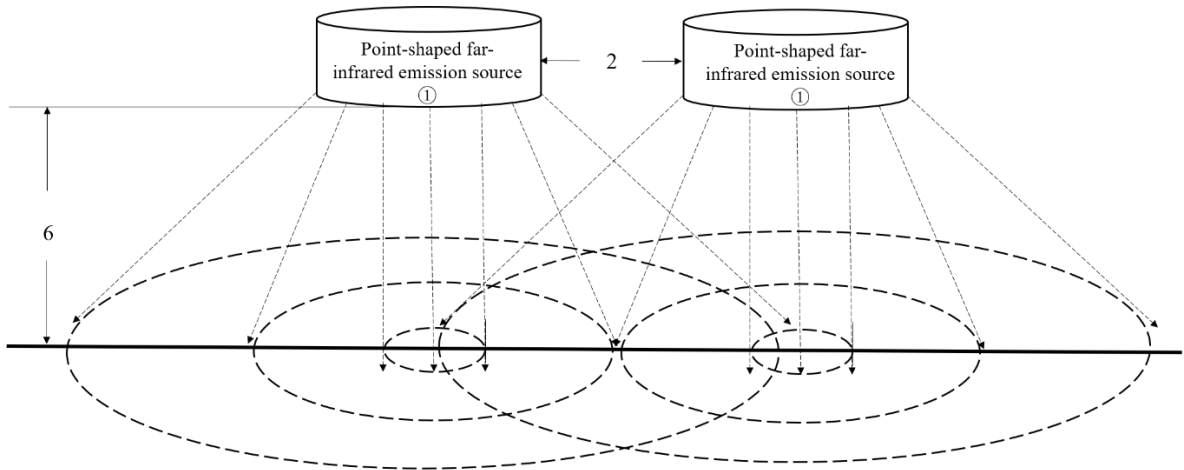 Point-shaped far-
infrared emission source
①
2
Point-shaped far-
infrared emission source
①
6